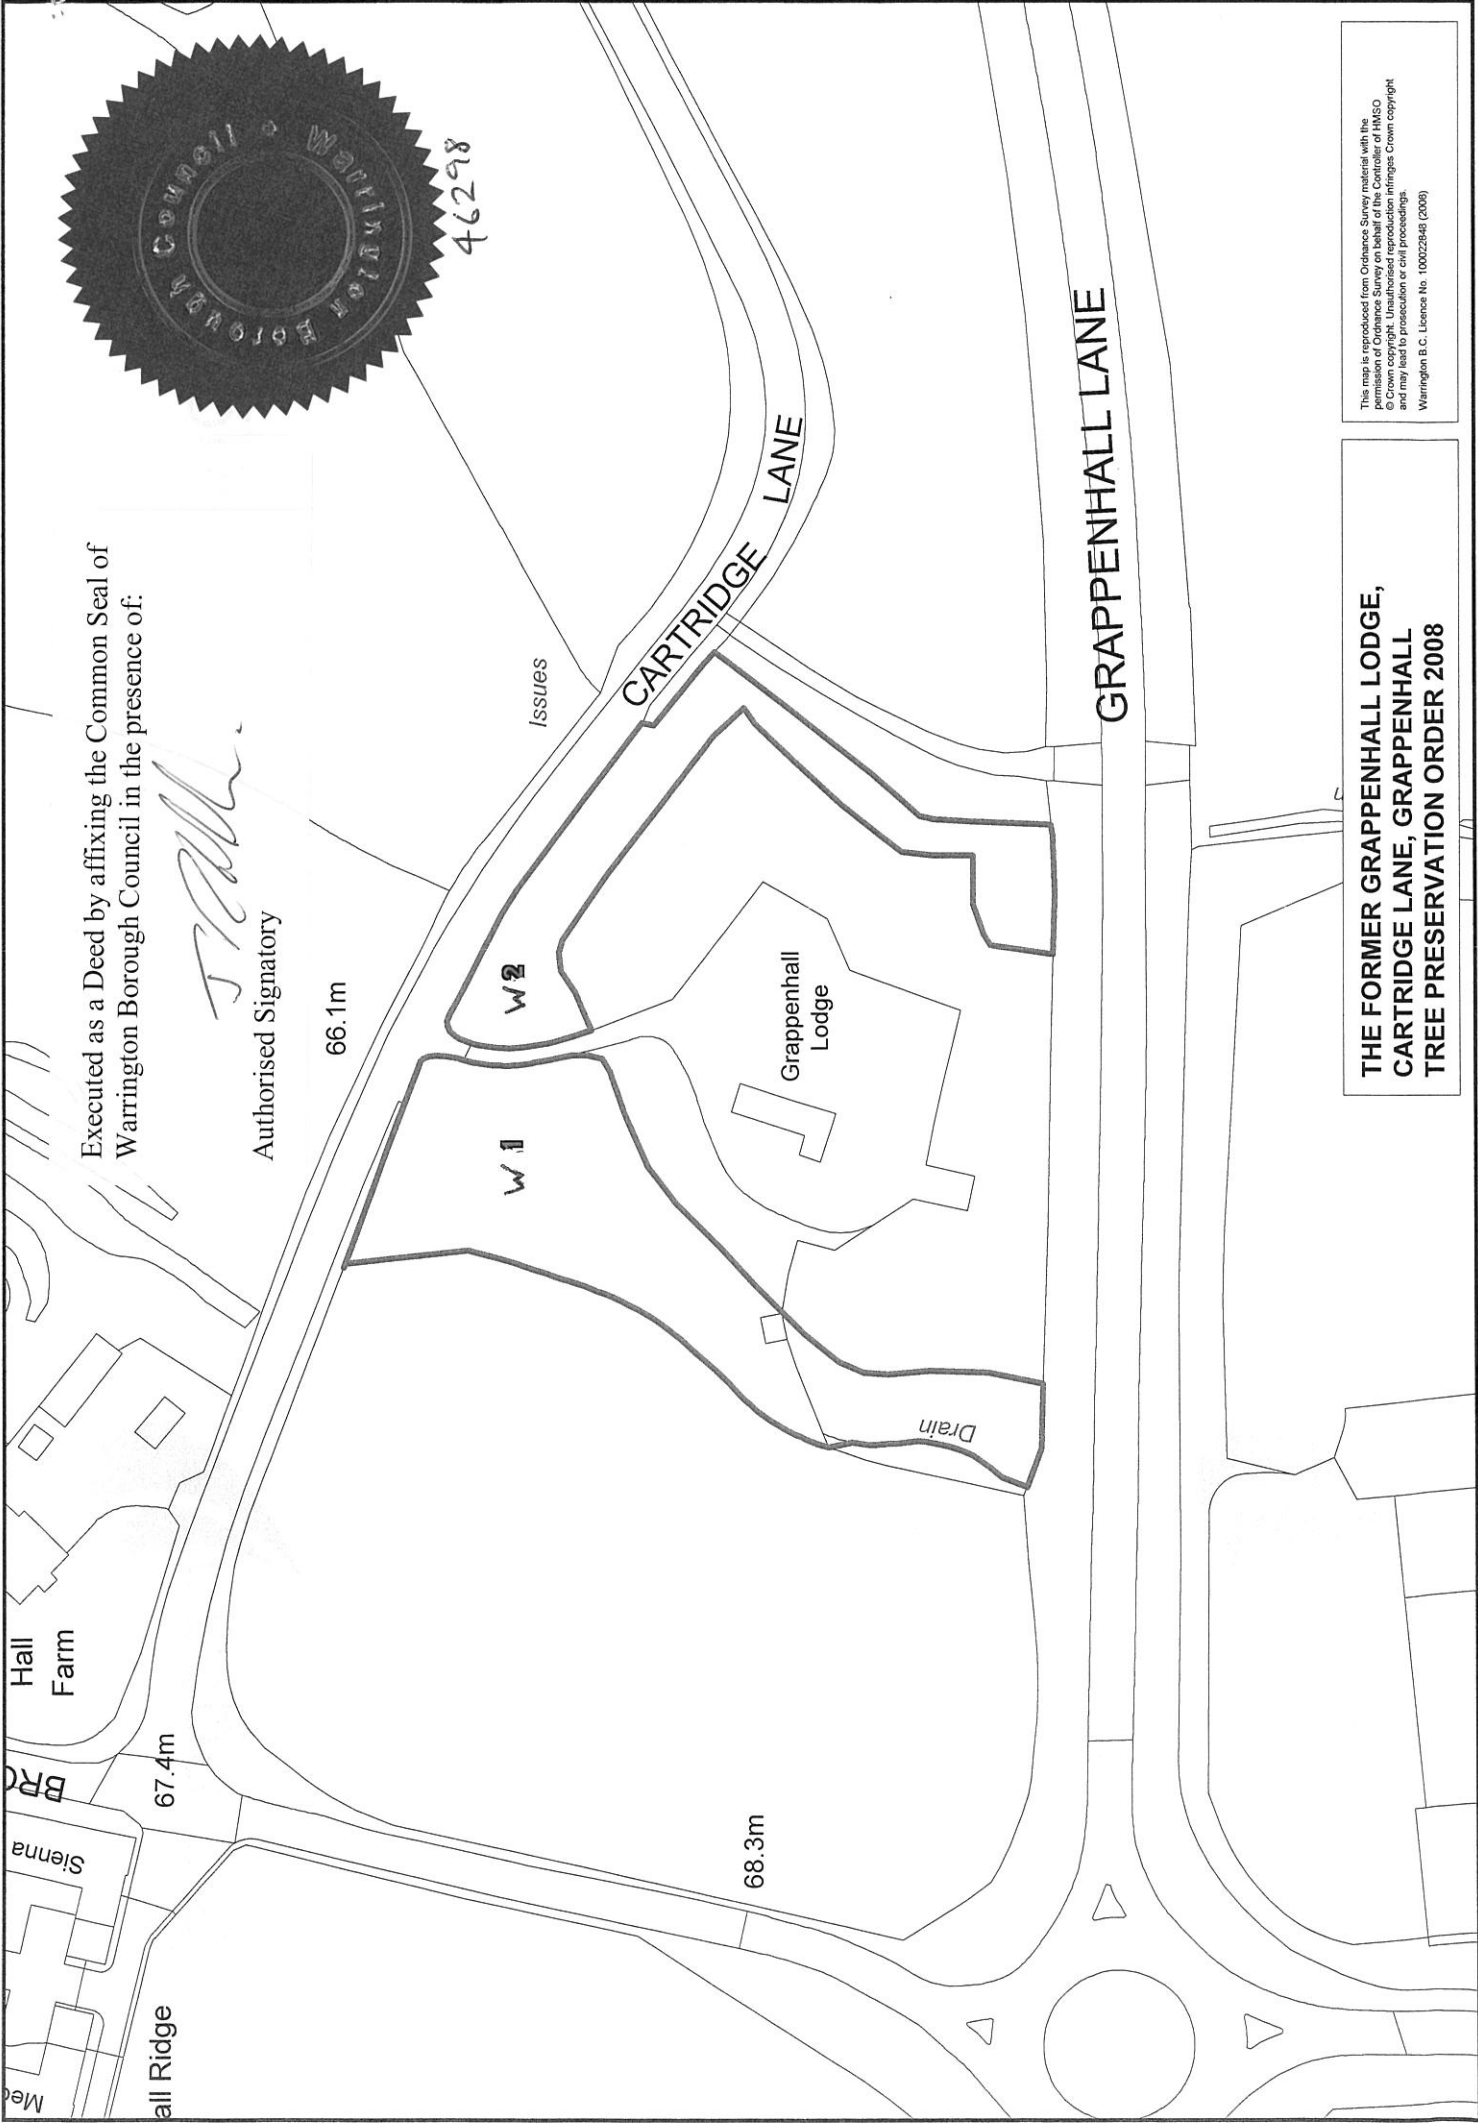 Executed as a Deed by affixing the Common Seal of
Warrington Borough Council in the presence of:
Authorised Signatory
Warrington Borough Council
46298
Hall
Farm
BRO
Sienna
67.4m
66.1m
Issues
all Ridge
68.3m
W1
W2
CARTRIDGE LANE
Grappenhall
Lodge
Drain
GRAPPENHALL LANE
THE FORMER GRAPPENHALL LODGE,
CARTRIDGE LANE, GRAPPENHALL
TREE PRESERVATION ORDER 2008
This map is reproduced from Ordnance Survey material with the
permission of Ordnance Survey on behalf of the Controller of HMSO
© Crown copyright. Unauthorised reproduction infringes Crown copyright
and may lead to prosecution or civil proceedings.
Warrington B.C. Licence No. 100022848 (2008)